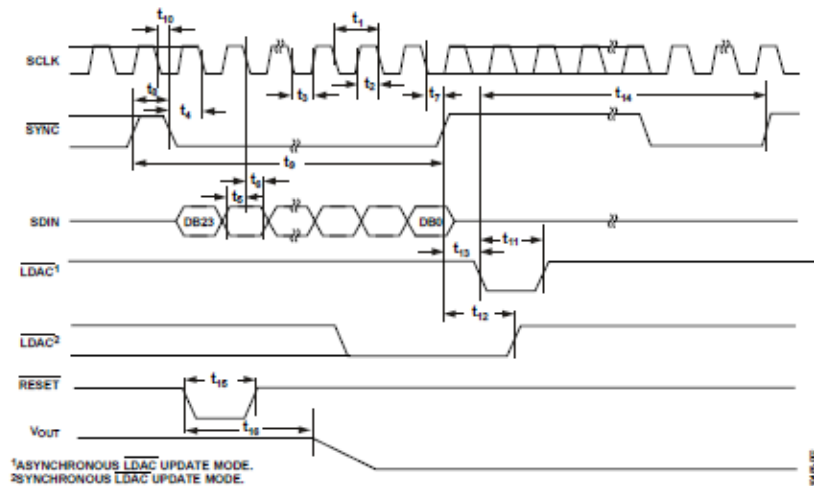 t10 t1
SCLK
t8 t4 t3 t2 t7 t14
SYNC
t9
t5 t6
SDIN DB23 DB0
t13 t11
LDAC1
t12
LDAC2
RESET t15
VOUT t16
1ASYNCHRONOUS LDAC UPDATE MODE.
2SYNCHRONOUS LDAC UPDATE MODE.